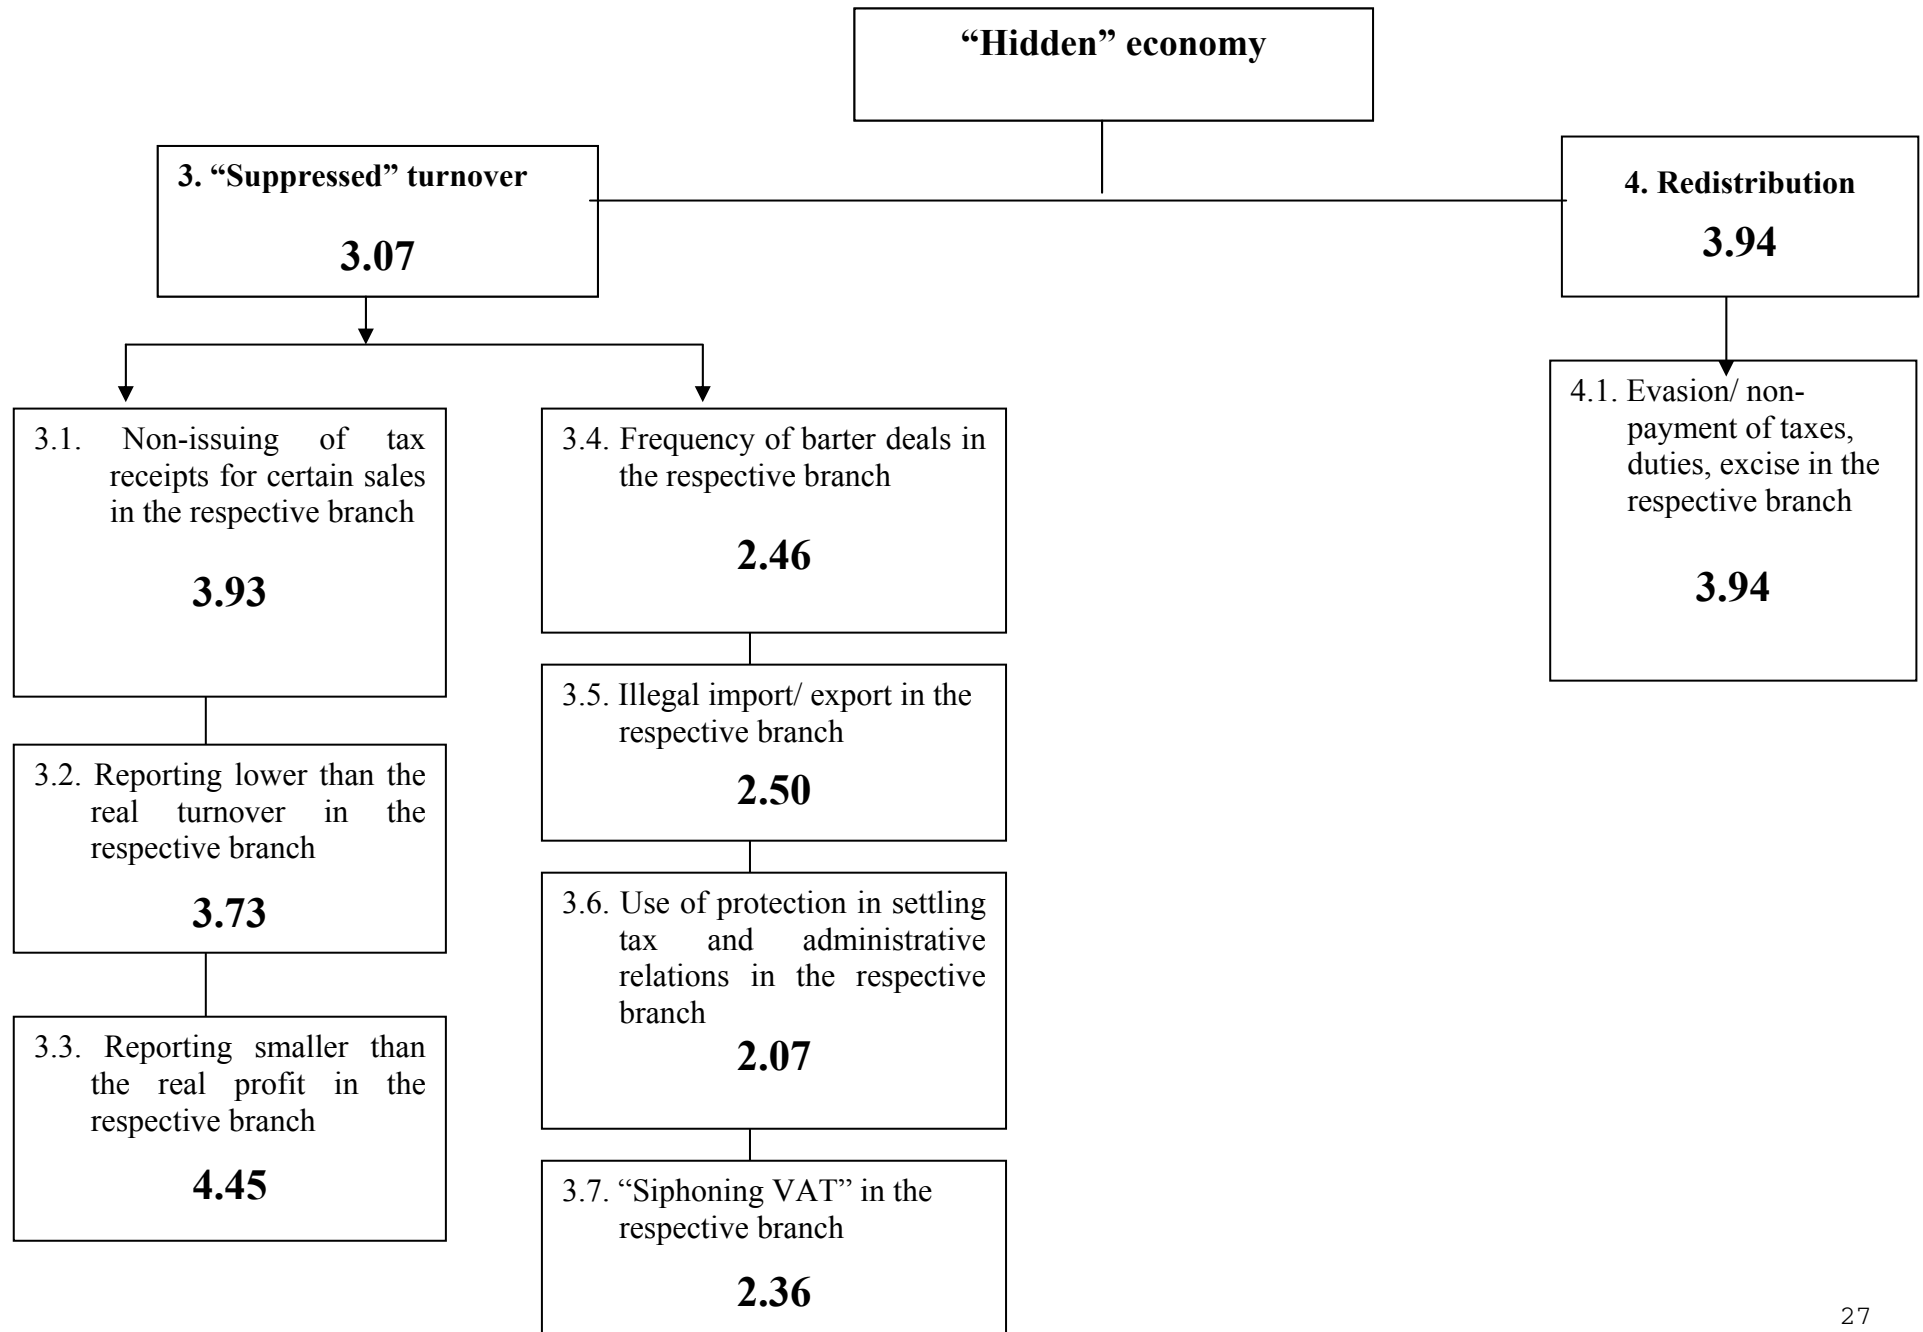 “Hidden” economy
3. “Suppressed” turnover
3.07
4. Redistribution
3.94
3.1. Non-issuing of tax
receipts for certain sales
in the respective branch
3.93
3.2. Reporting lower than the
real turnover in the
respective branch
3.73
3.3. Reporting smaller than
the real profit in the
respective branch
4.45
3.4. Frequency of barter deals in
the respective branch
2.46
3.5. Illegal import/ export in the
respective branch
2.50
3.6. Use of protection in settling
tax and administrative
relations in the respective
branch
2.07
3.7. “Siphoning VAT” in the
respective branch
2.36
4.1. Evasion/ non-
payment of taxes,
duties, excise in the
respective branch
3.94
27